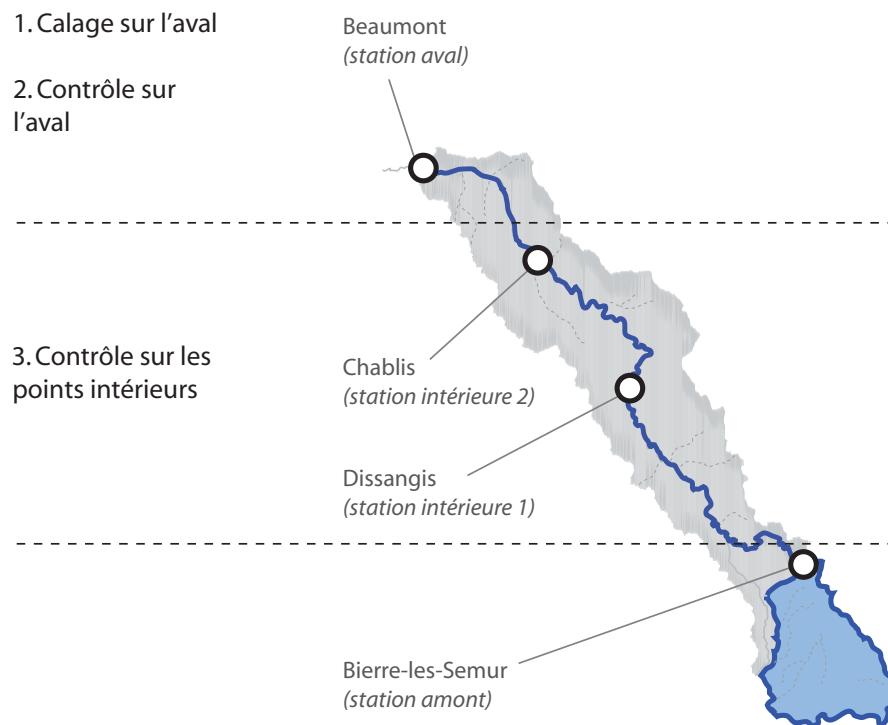 1. Calage sur l'aval
Beaumont
(station aval)
2. Contrôle sur
l'aval
3. Contrôle sur les
points intérieurs
Chablis
(station intérieure 2)
Dissangis
(station intérieure 1)
Bierre-les-Semur
(station amont)